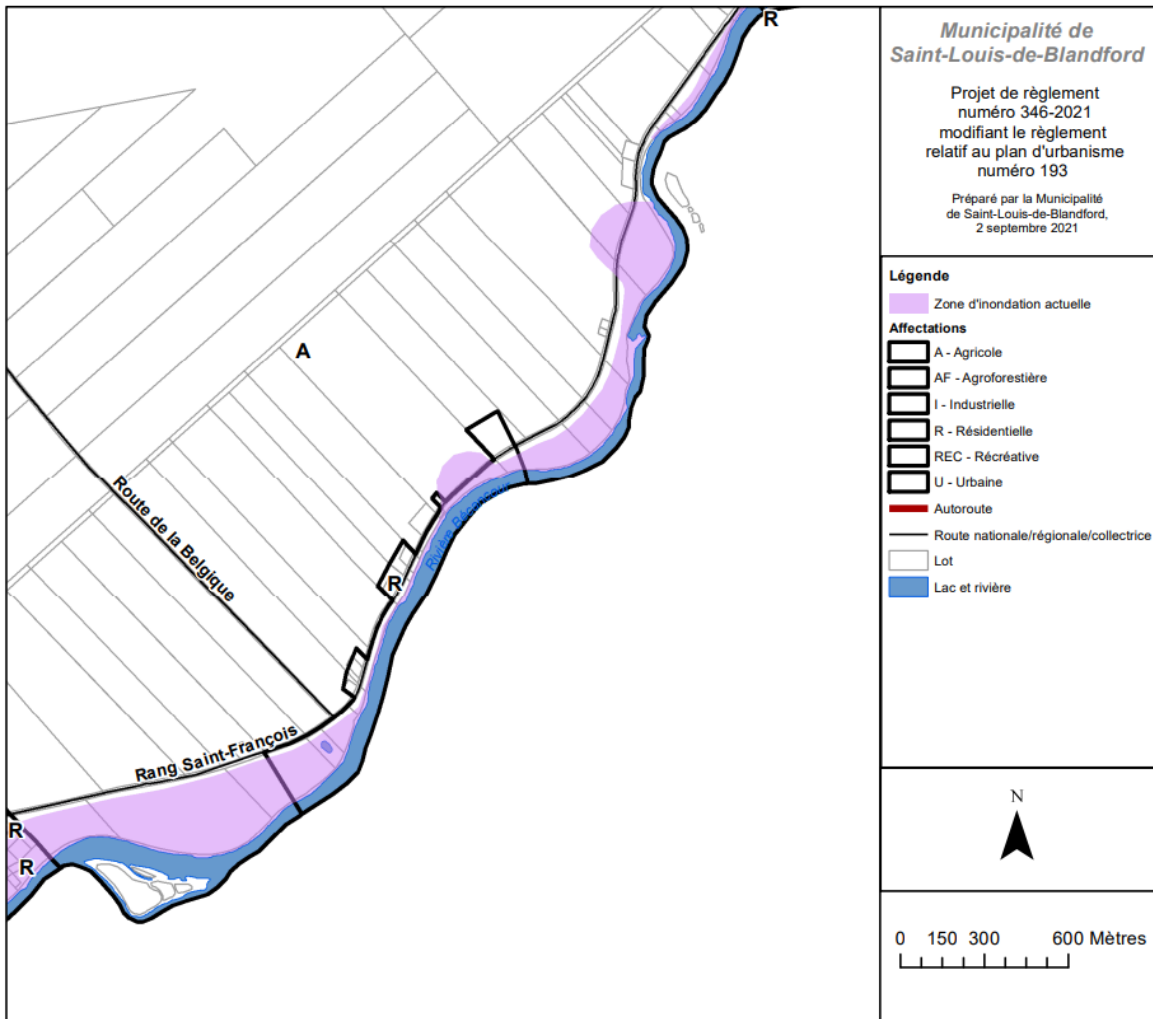 R
A
Route de la Belgique
Rivière Bécancour
R
Rang Saint-François
R
R
Municipalité de
Saint-Louis-de-Blandford
Projet de règlement
numéro 346-2021
modifiant le règlement
relatif au plan d'urbanisme
numéro 193
Préparé par la Municipalité
de Saint-Louis-de-Blandford,
2 septembre 2021
Légende
Zone d'inondation actuelle
Affectations
A - Agricole
AF - Agroforestière
I - Industrielle
R - Résidentielle
REC - Récréative
U - Urbaine
Autoroute
Route nationale/régionale/collectrice
Lot
Lac et rivière
N
0 150 300 600 Mètres